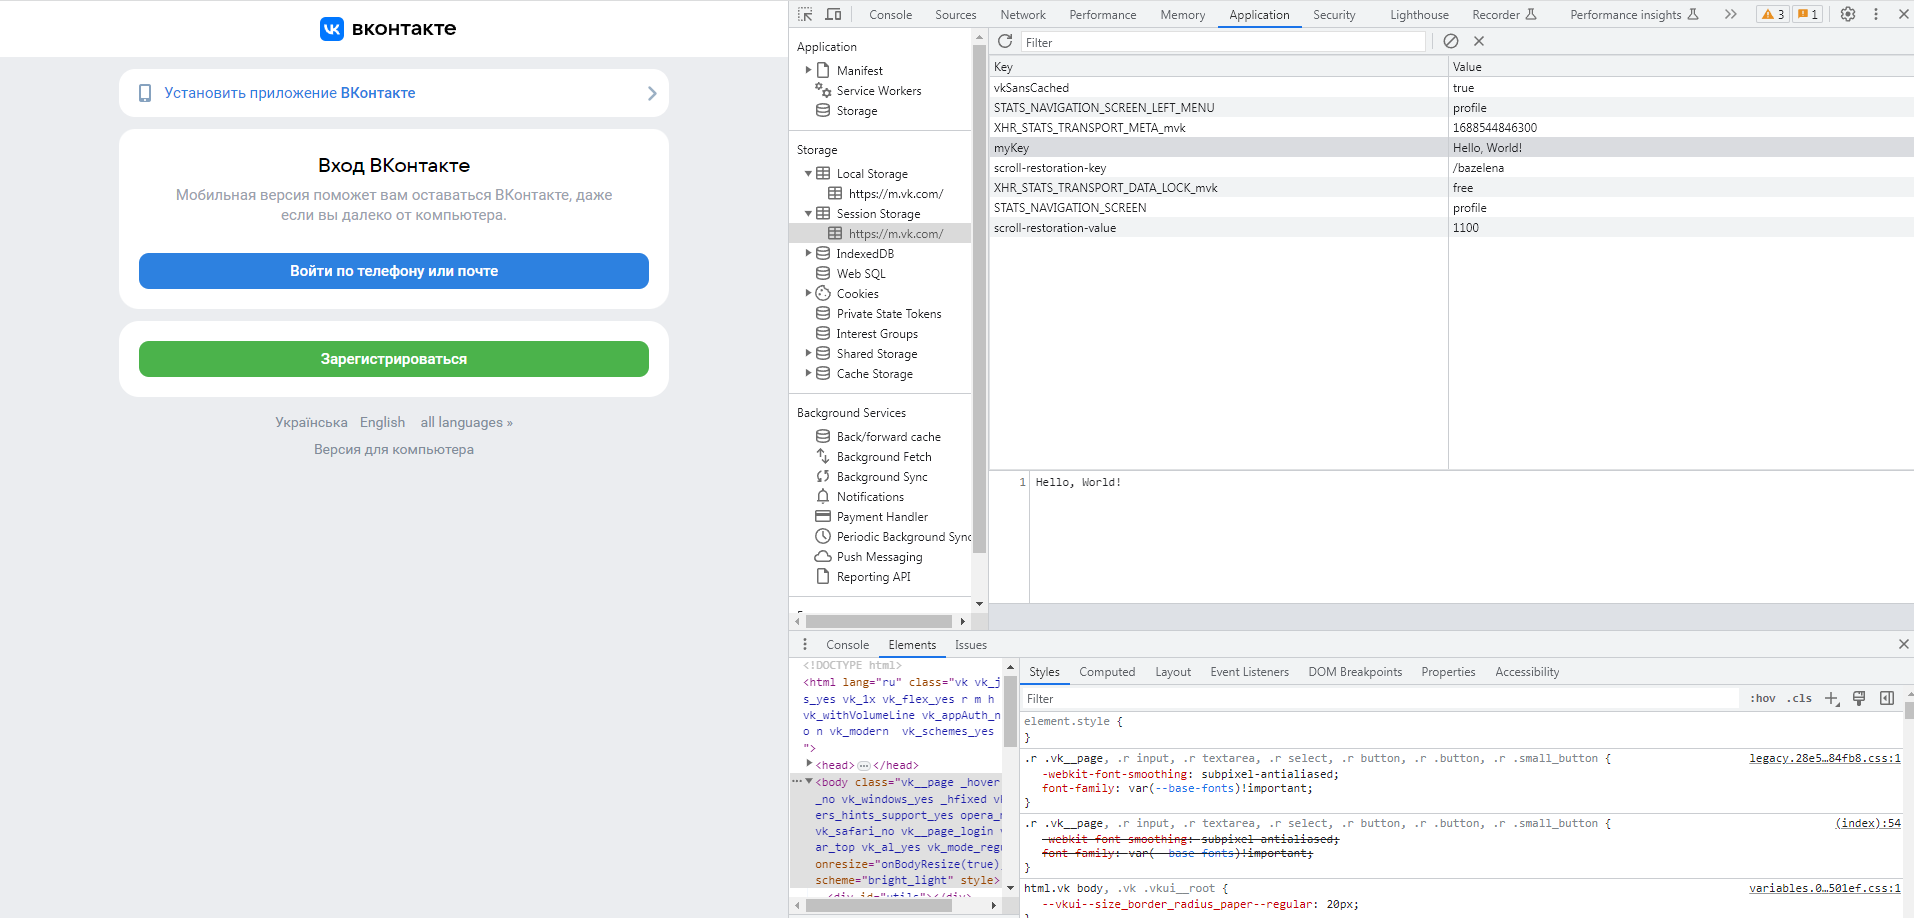 вконтакте
Установить приложение ВКонтакте
Вход ВКонтакте
Мобильная версия поможет вам оставаться ВКонтакте, даже
если вы далеко от компьютера.
Войти по телефону или почте
Зарегистрироваться
Українська English all languages »
Версия для компьютера
Console Sources Network Performance Memory Application Security Lighthouse Recorder Performance insights 3 1
Application
Manifest
Service Workers
Storage
Storage
Local Storage
https://m.vk.com/
Session Storage
https://m.vk.com/
IndexedDB
Web SQL
Cookies
Private State Tokens
Interest Groups
Shared Storage
Cache Storage
Background Services
Back/forward cache
Background Fetch
Background Sync
Notifications
Payment Handler
Periodic Background Sync
Push Messaging
Reporting API
Filter
Key Value
vkSansCached true
STATS_NAVIGATION_SCREEN_LEFT_MENU profile
XHR_STATS_TRANSPORT_META_mvk 1688544846300
myKey Hello, World!
scroll-restoration-key /bazelena
XHR_STATS_TRANSPORT_DATA_LOCK_mvk free
STATS_NAVIGATION_SCREEN profile
scroll-restoration-value 1100
1 Hello, World!
Console Elements Issues
<!DOCTYPE html>
<html lang="ru" class="vk vk_j
s_yes vk_1x vk_flex_yes r m h
vk_withVolumeLine vk_appAuth_n
o n vk_modern  vk_schemes_yes
">
<head>…</head>
<body class="vk__page _hover
_no vk_windows_yes _hfixed vk
ers_hints_support_yes opera_n
vk_safari_no vk__page_login v
ar_top vk_al_yes vk_mode_regu
onresize="onBodyResize(true)
scheme="bright_light" style>
<div id="utils"></div>
Styles Computed Layout Event Listeners DOM Breakpoints Properties Accessibility
Filter :hov .cls
element.style {
}
.r .vk__page, .r input, .r textarea, .r select, .r button, .r .button, .r .small_button { legacy.28e5…84fb8.css:1
-webkit-font-smoothing: subpixel-antialiased;
font-family: var(--base-fonts)!important;
}
.r .vk__page, .r input, .r textarea, .r select, .r button, .r .button, .r .small_button { (index):54
-webkit-font-smoothing: subpixel-antialiased;
font-family: var(--base-fonts)!important;
}
html.vk body, .vk .vkui__root { variables.0…501ef.css:1
--vkui--size_border_radius_paper--regular: 20px;